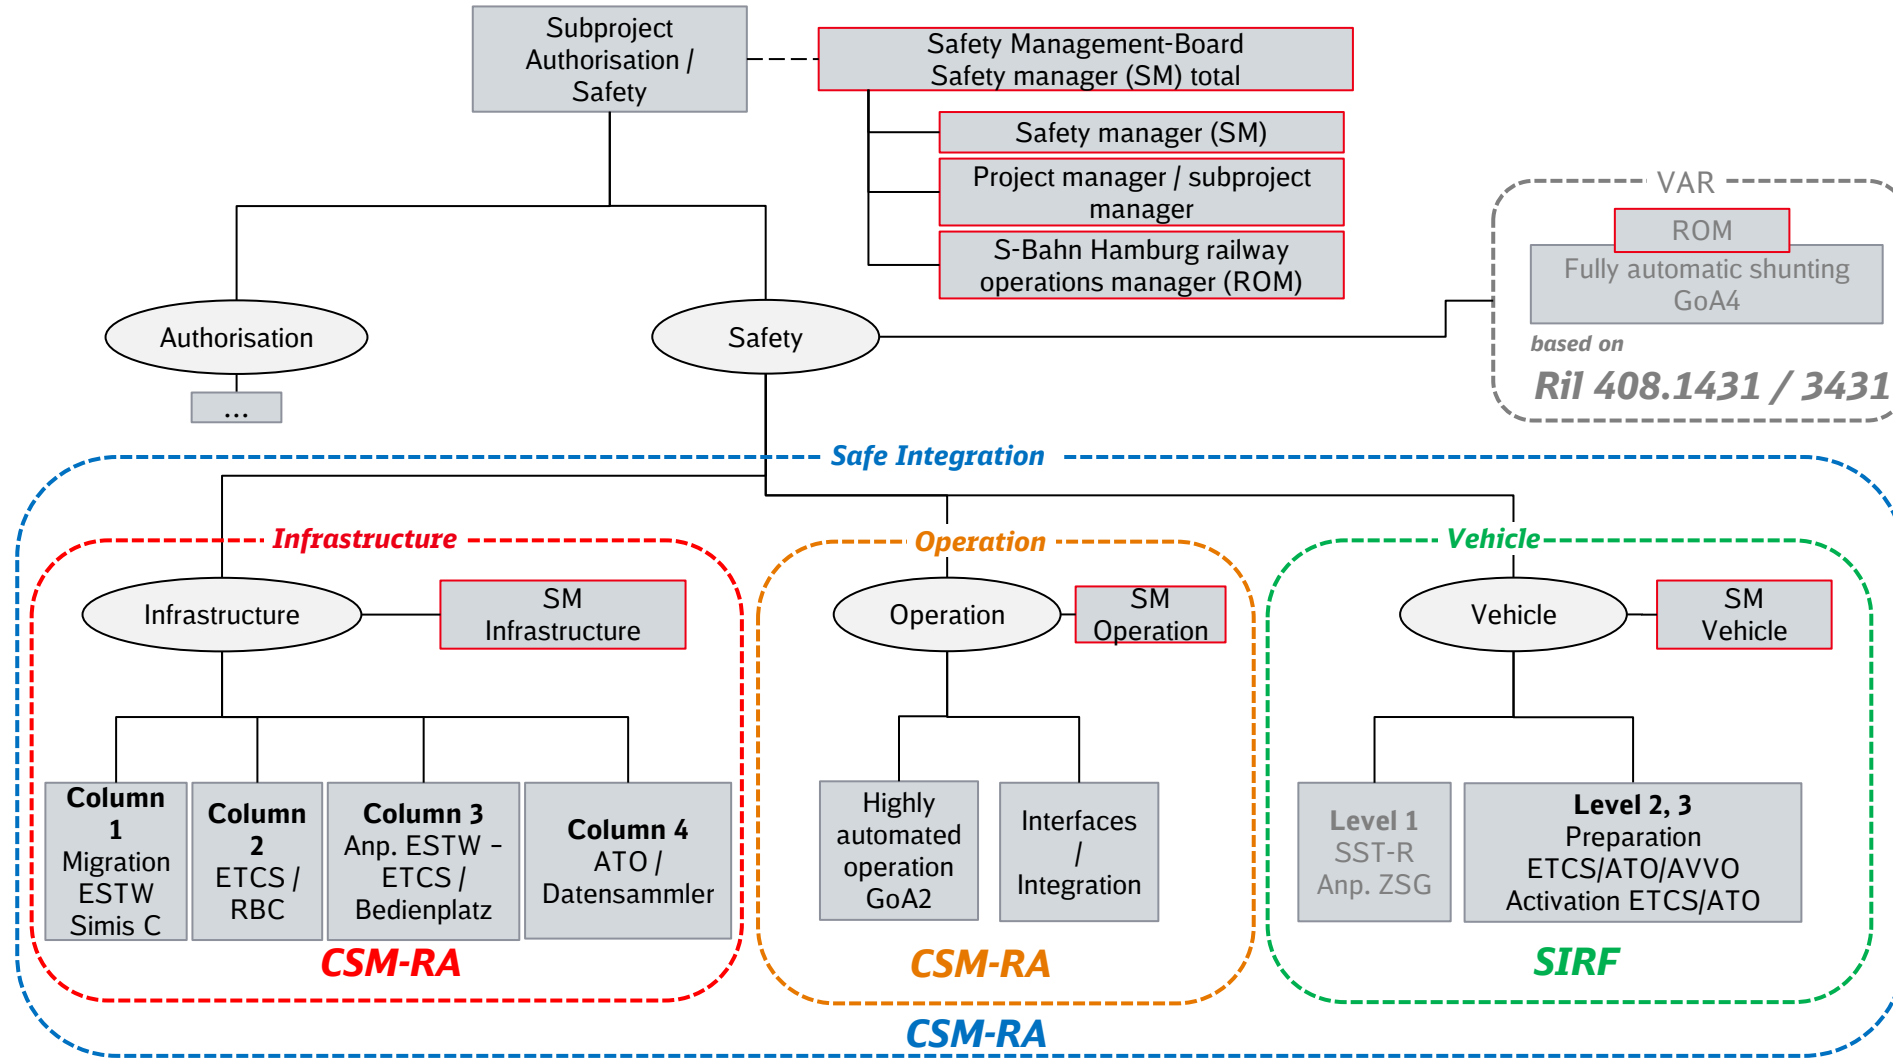 Subproject
Authorisation /
Safety
Safety Management-Board
Safety manager (SM) total
Safety manager (SM)
Project manager / subproject
manager
S-Bahn Hamburg railway
operations manager (ROM)
VAR
ROM
Fully automatic shunting
GoA4
based on
Ril 408.1431 / 3431
Authorisation
...
Safety
Safe Integration
Infrastructure
Infrastructure
SM
Infrastructure
Column
1
Migration
ESTW
Simis C
Column
2
ETCS /
RBC
Column 3
Anp. ESTW –
ETCS /
Bedienplatz
Column 4
ATO /
Datensammler
CSM-RA
Operation
Operation
SM
Operation
Highly
automated
operation
GoA2
Interfaces
/
Integration
CSM-RA
Vehicle
Vehicle
SM
Vehicle
Level 1
SST-R
Anp. ZSG
Level 2, 3
Preparation
ETCS/ATO/AVVO
Activation ETCS/ATO
SIRF
CSM-RA